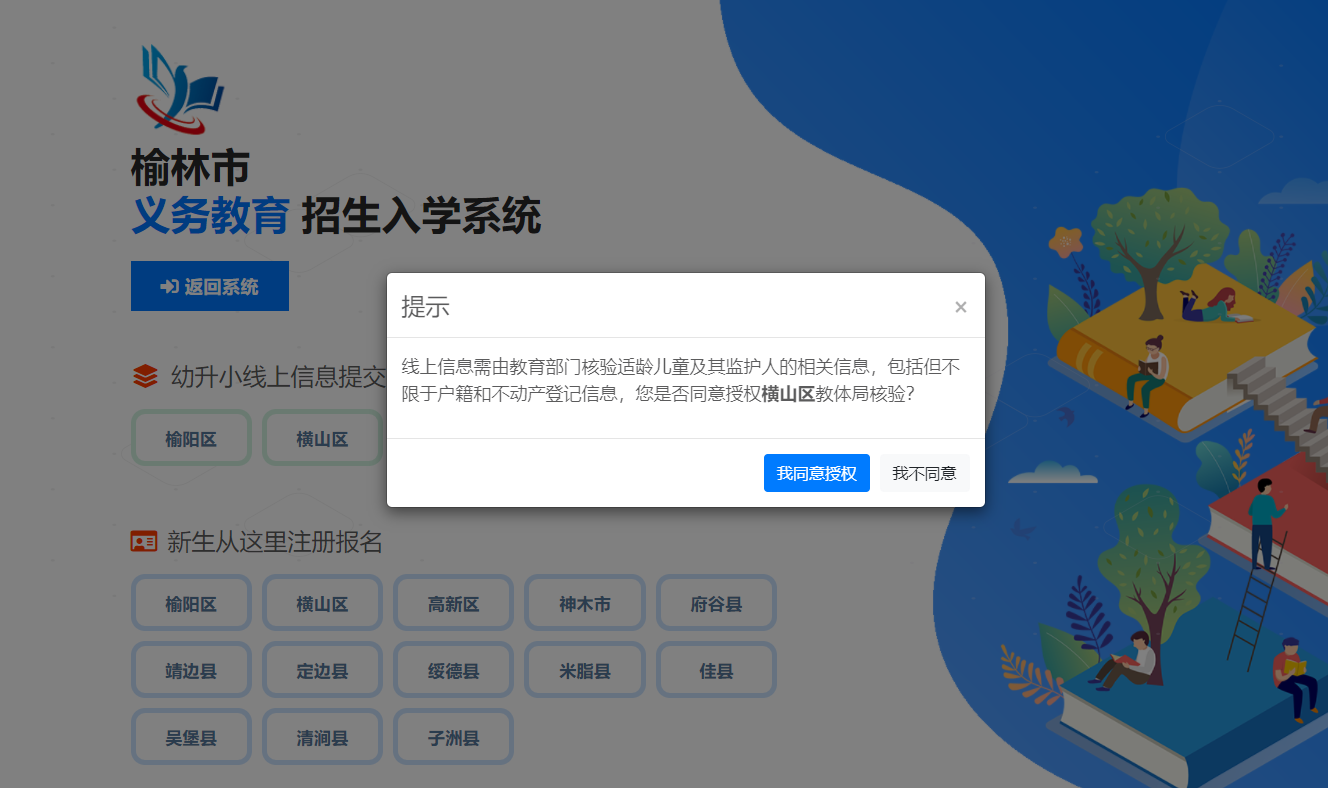 榆林市
义务教育 招生入学系统
返回系统
提示
×
线上信息需由教育部门核验适龄儿童及其监护人的相关信息，包括但不
限于户籍和不动产登记信息，您是否同意授权横山区教体局核验？
我同意授权 我不同意
幼升小线上信息提交
榆阳区 横山区
新生从这里注册报名
榆阳区 横山区 高新区 神木市 府谷县
靖边县 定边县 绥德县 米脂县 佳县
吴堡县 清涧县 子洲县